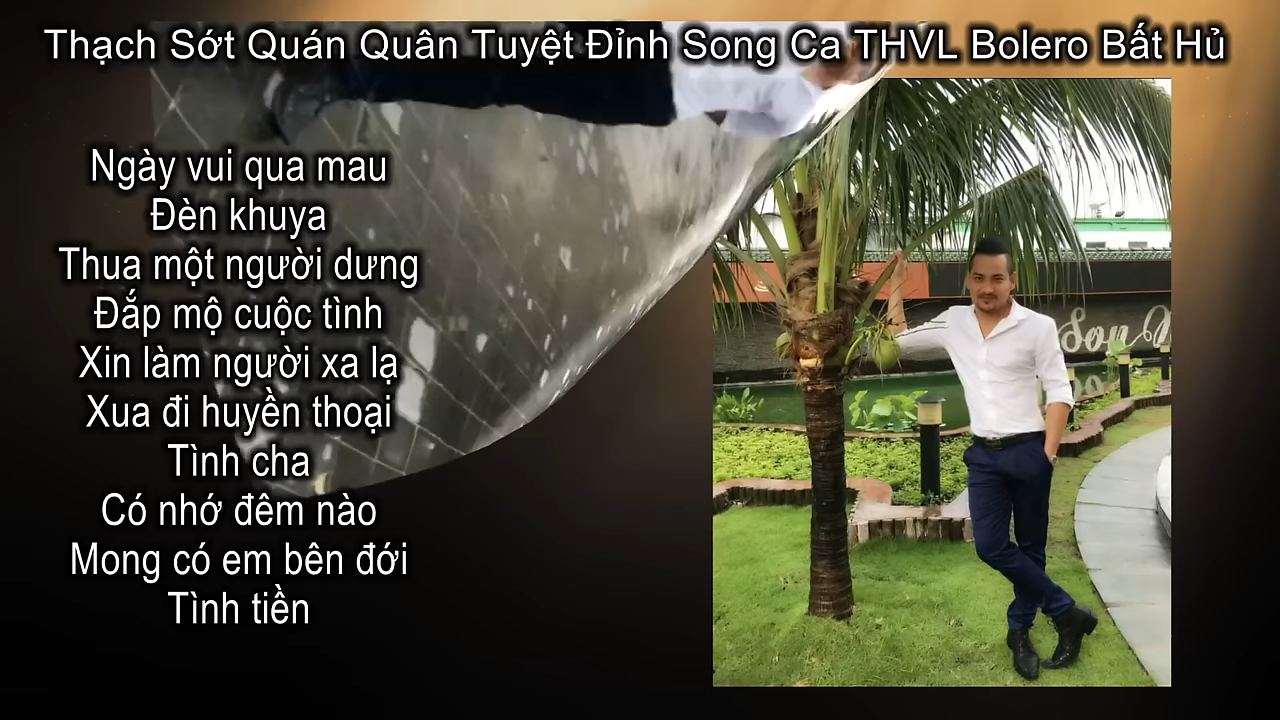 Thạch Sớt Quán Quân Tuyệt Đỉnh Song Ca THVL Bolero Bất Hủ
Ngày vui qua mau
Đèn khuya
Thua một người dưng
Đắp mộ cuộc tình
Xin làm người xa lạ
Xua đi huyền thoại
Tình cha
Có nhớ đêm nào
Mong có em bên đới
Tình tiền
Son